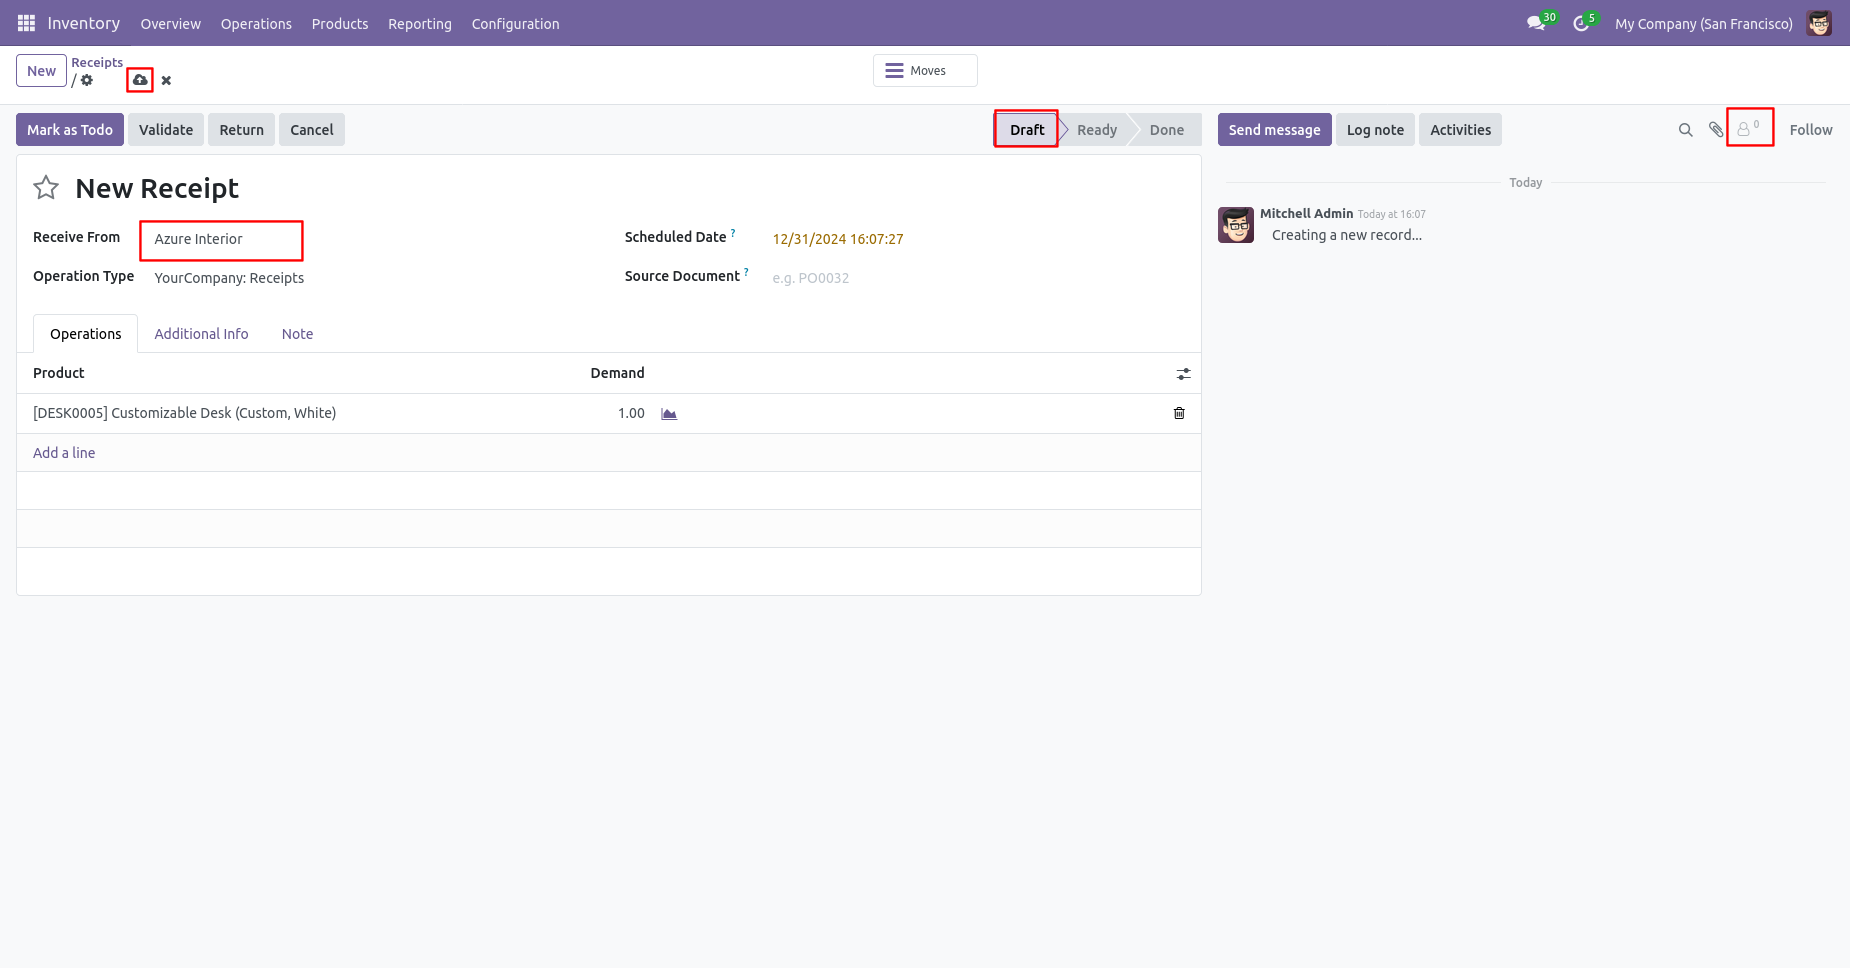 Inventory Overview Operations Products Reporting Configuration 30 5 My Company (San Francisco)
New Receipts
/
Moves
Mark as Todo Validate Return Cancel Draft Ready Done Send message Log note Activities 0 Follow
New Receipt
Today
Mitchell Admin Today at 16:07
Creating a new record...
Receive From Azure Interior Scheduled Date ? 12/31/2024 16:07:27
Operation Type YourCompany: Receipts Source Document ? e.g. PO0032
Operations Additional Info Note
Product Demand
[DESK0005] Customizable Desk (Custom, White) 1.00
Add a line